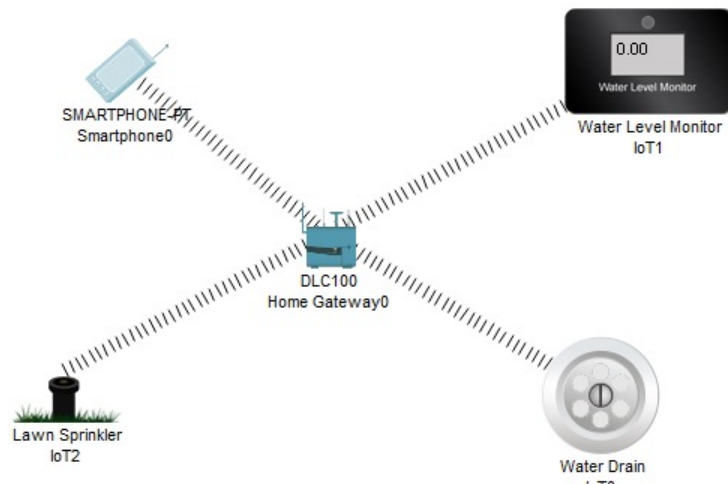 SMARTPHONE-PT
Smartphone0
0.00
Water Level Monitor
Water Level Monitor
IoT1
DLC100
Home Gateway0
Lawn Sprinkler
IoT2
Water Drain